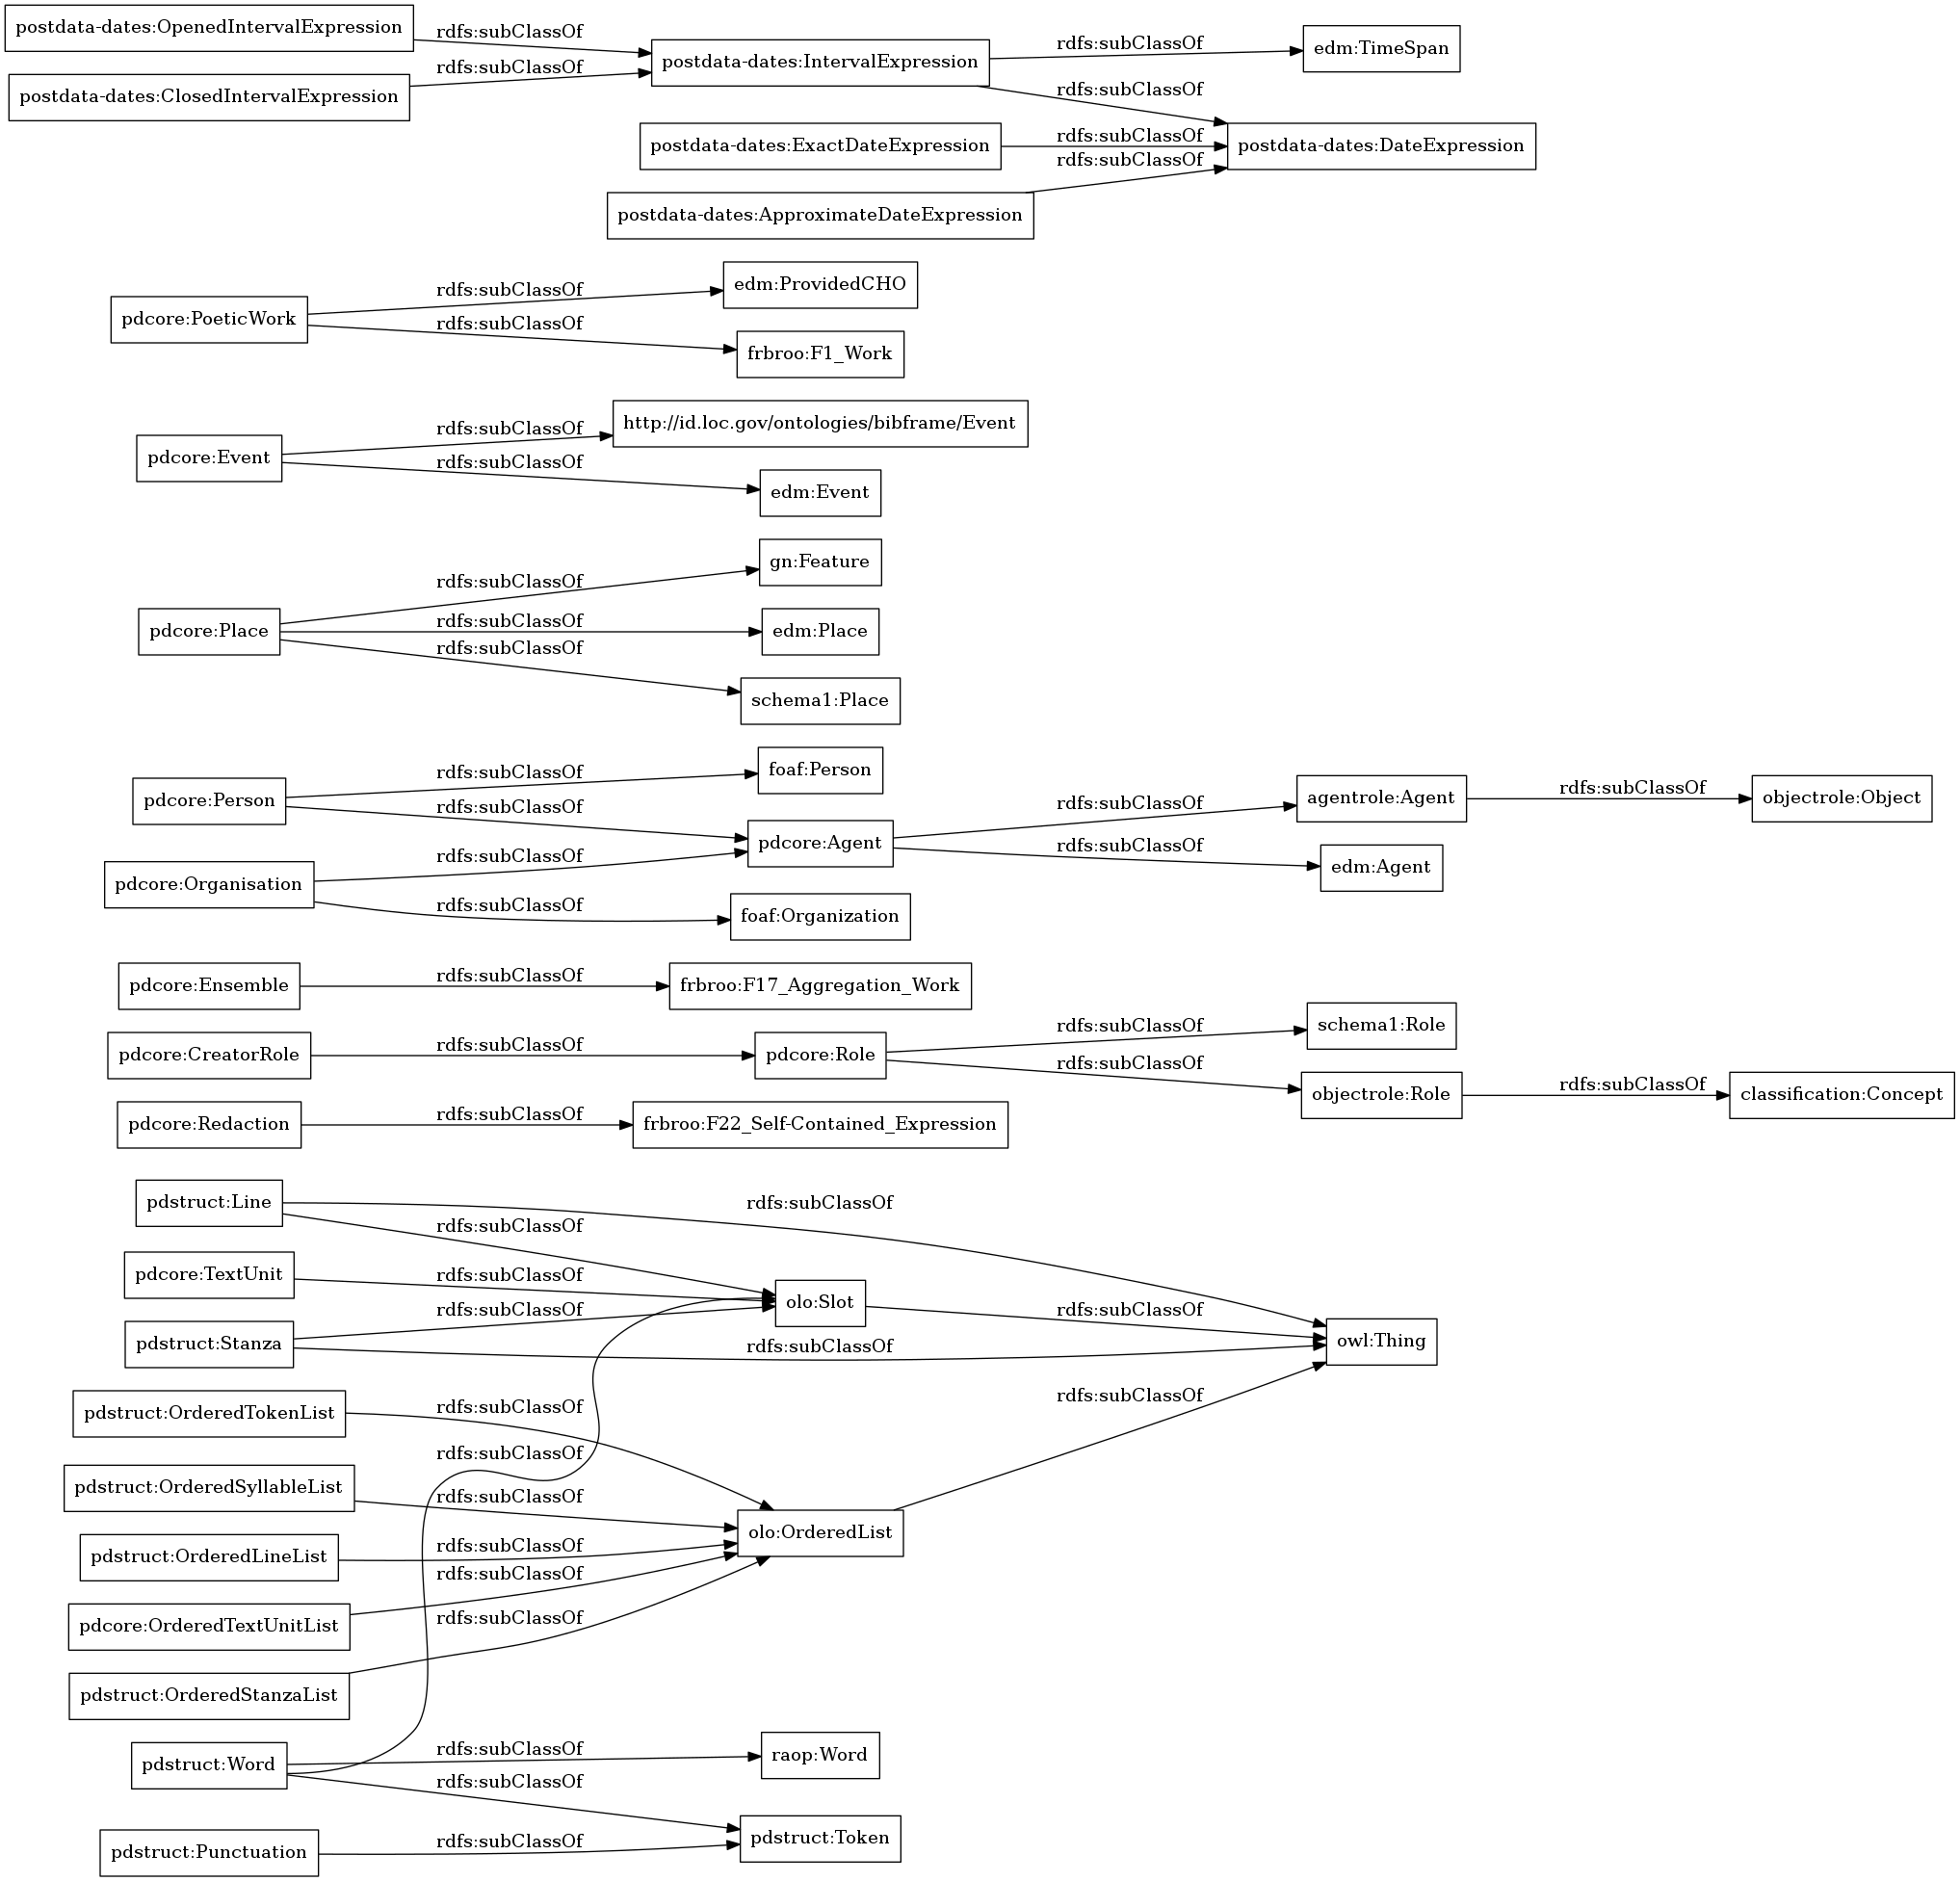 postdata-dates:OpenedIntervalExpression
rdfs:subClassOf
postdata-dates:ClosedIntervalExpression
rdfs:subClassOf
postdata-dates:IntervalExpression
rdfs:subClassOf
edm:TimeSpan
rdfs:subClassOf
postdata-dates:ExactDateExpression
rdfs:subClassOf
postdata-dates:DateExpression
postdata-dates:ApproximateDateExpression
rdfs:subClassOf
pdcore:PoeticWork
rdfs:subClassOf
edm:ProvidedCHO
rdfs:subClassOf
frbroo:F1_Work
pdcore:Event
rdfs:subClassOf
http://id.loc.gov/ontologies/bibframe/Event
rdfs:subClassOf
edm:Event
pdcore:Place
rdfs:subClassOf
gn:Feature
rdfs:subClassOf
edm:Place
rdfs:subClassOf
schema1:Place
pdcore:Person
rdfs:subClassOf
foaf:Person
rdfs:subClassOf
pdcore:Organisation
rdfs:subClassOf
pdcore:Agent
rdfs:subClassOf
agentrole:Agent
rdfs:subClassOf
objectrole:Object
rdfs:subClassOf
edm:Agent
rdfs:subClassOf
foaf:Organization
pdcore:Ensemble
rdfs:subClassOf
frbroo:F17_Aggregation_Work
pdcore:CreatorRole
rdfs:subClassOf
pdcore:Role
rdfs:subClassOf
schema1:Role
rdfs:subClassOf
objectrole:Role
rdfs:subClassOf
classification:Concept
pdcore:Redaction
rdfs:subClassOf
frbroo:F22_Self-Contained_Expression
pdstruct:Line
rdfs:subClassOf
rdfs:subClassOf
pdcore:TextUnit
rdfs:subClassOf
olo:Slot
rdfs:subClassOf
owl:Thing
pdstruct:Stanza
rdfs:subClassOf
rdfs:subClassOf
pdstruct:OrderedTokenList
rdfs:subClassOf
rdfs:subClassOf
rdfs:subClassOf
pdstruct:OrderedSyllableList
rdfs:subClassOf
olo:OrderedList
pdstruct:OrderedLineList
rdfs:subClassOf
pdcore:OrderedTextUnitList
rdfs:subClassOf
pdstruct:OrderedStanzaList
rdfs:subClassOf
pdstruct:Word
rdfs:subClassOf
raop:Word
rdfs:subClassOf
pdstruct:Token
pdstruct:Punctuation
rdfs:subClassOf